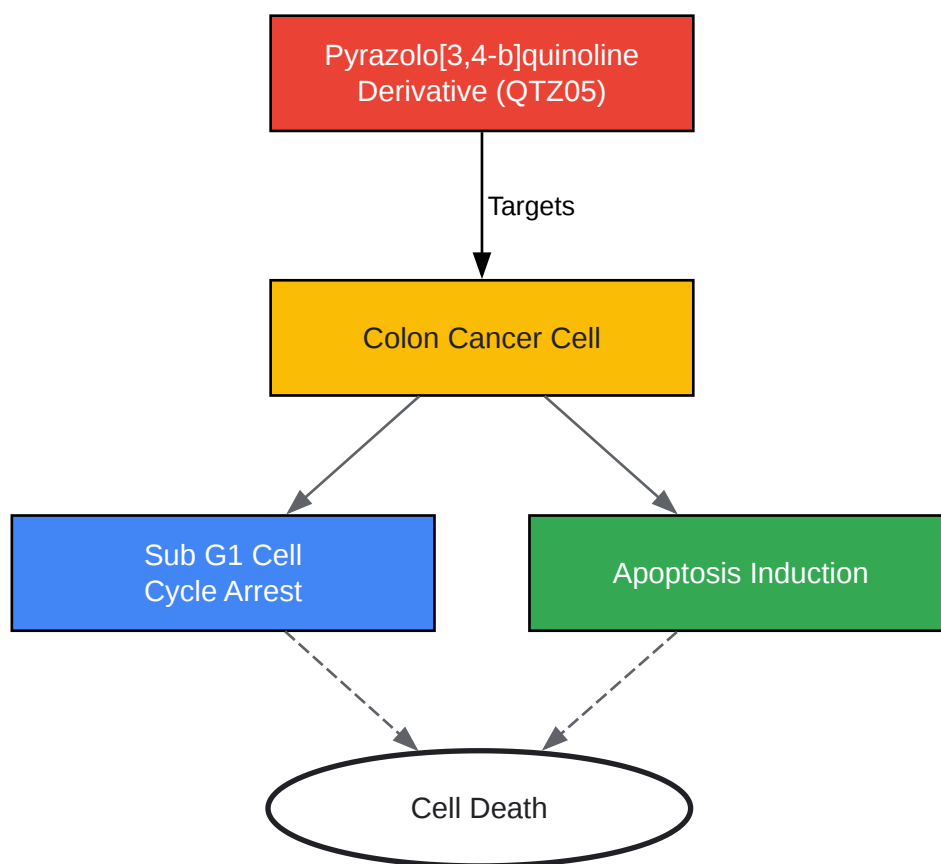 Pyrazolo[3,4-b]quinoline
Derivative (QTZ05)
Targets
Colon Cancer Cell
Sub G1 Cell
Cycle Arrest
Apoptosis Induction
Cell Death